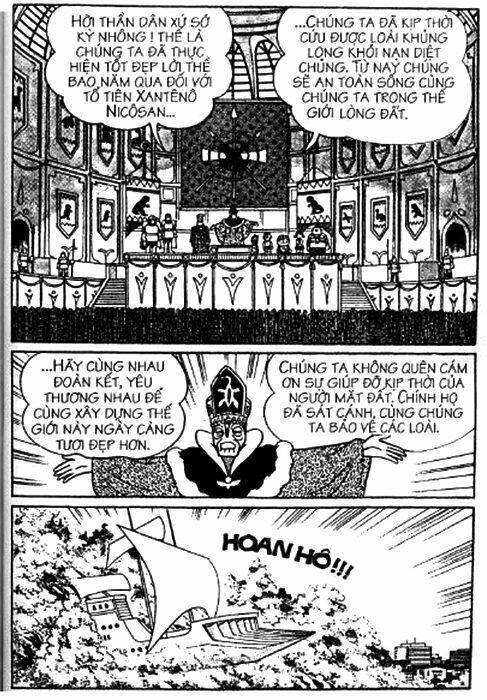 HỠI THẦN DÂN XỨ SỞ
KỲ NHÔNG! THẾ LÀ
CHÚNG TA ĐÃ THỰC
HIỆN TỐT ĐẸP LỜI THỀ
BAO NĂM QUA ĐỐI VỚI
TỔ TIÊN XANTÊNÔ
NICÔSAN...
...CHÚNG TA ĐÃ KỊP THỜI
CỨU ĐƯỢC LOÀI KHỦNG
LONG KHỎI NẠN DIỆT
CHỦNG. TỪ NAY CHÚNG
SẼ AN TOÀN SỐNG CÙNG
CHÚNG TA TRONG THẾ
GIỚI LÒNG ĐẤT.
...HÃY CÙNG NHAU
ĐOÀN KẾT, YÊU
THƯƠNG NHAU ĐỂ
CÙNG XÂY DỰNG THẾ
GIỚI NÀY NGÀY CÀNG
TƯƠI ĐẸP HƠN.
CHÚNG TA KHÔNG QUÊN CÁM
ƠN SỰ GIÚP ĐỠ KỊP THỜI CỦA
NGƯỜI MẶT ĐẤT. CHÍNH HỌ
ĐÃ SÁT CÁNH, CÙNG CHÚNG
TA BẢO VỆ CÁC LOÀI.
HOAN HÔ!!!